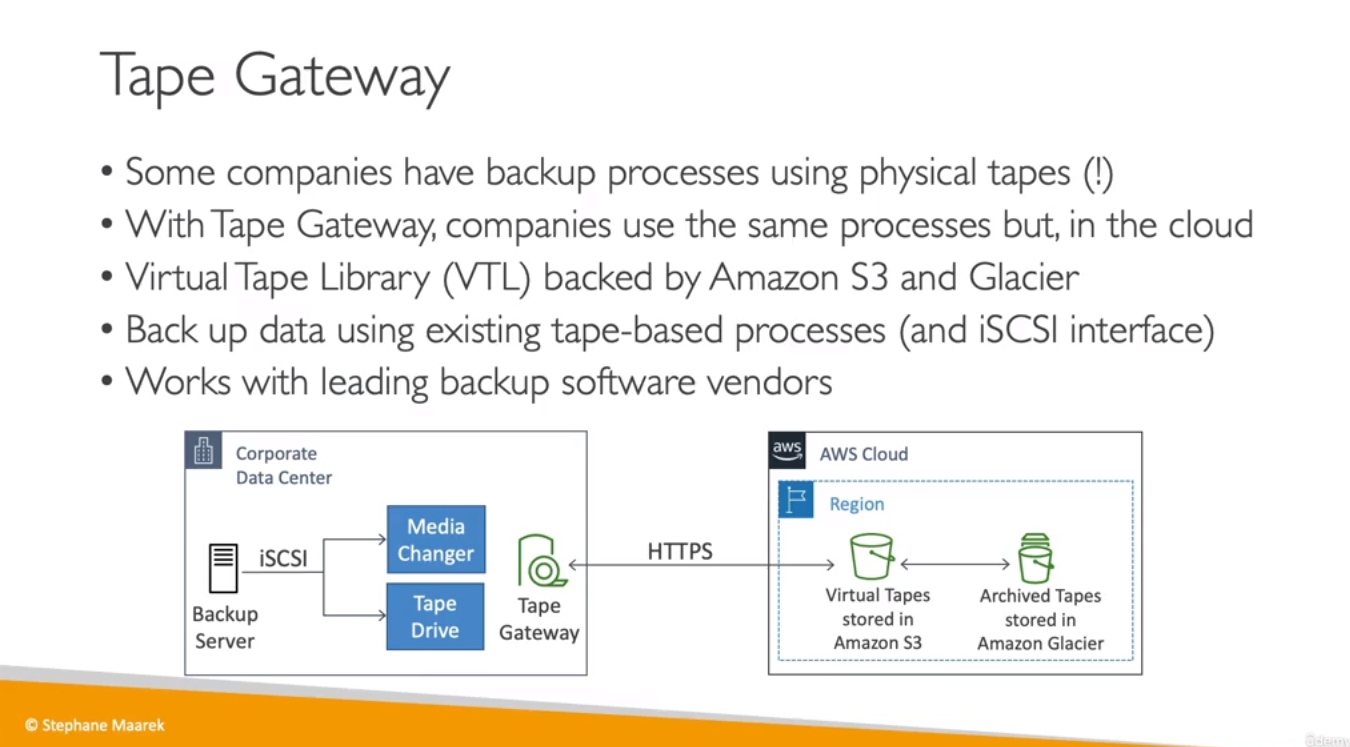 Tape Gateway
• Some companies have backup processes using physical tapes (!)
• With Tape Gateway, companies use the same processes but, in the cloud
• Virtual Tape Library (VTL) backed by Amazon S3 and Glacier
• Back up data using existing tape-based processes (and iSCSI interface)
• Works with leading backup software vendors
Corporate
Data Center
Backup
Server
iSCSI
Media
Changer
Tape
Drive
Tape
Gateway
HTTPS
aws
AWS Cloud
Region
Virtual Tapes
stored in
Amazon S3
Archived Tapes
stored in
Amazon Glacier
© Stephane Maarek
ûdemy